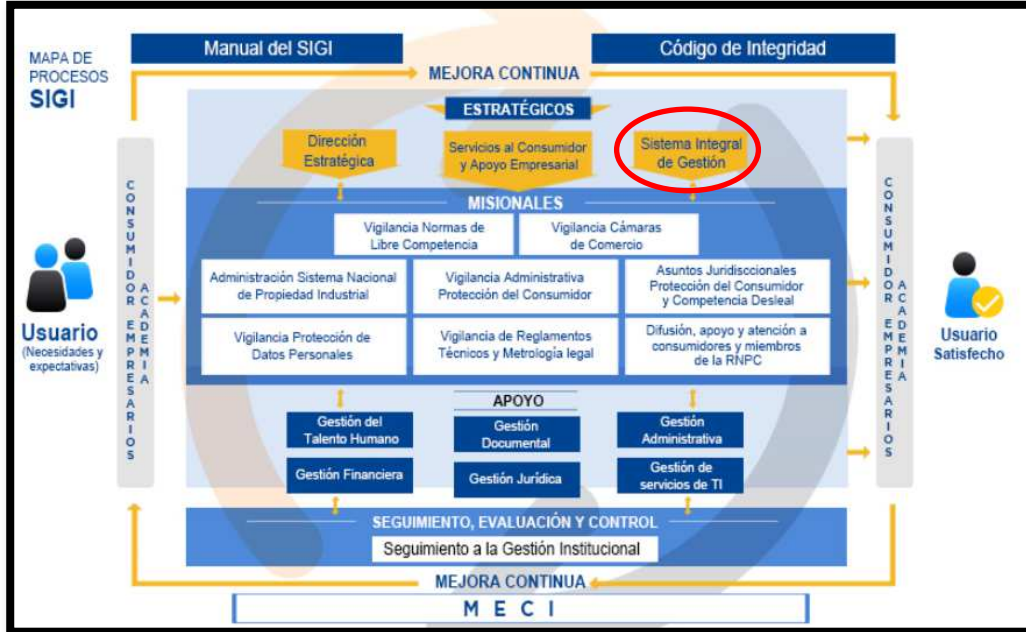 MAPA DE
PROCESOS
SIGI
Manual del SIGI
Código de Integridad
MEJORA CONTINUA
ESTRATÉGICOS
Dirección
Estratégica
Servicios al Consumidor
y Apoyo Empresarial
Sistema Integral
de Gestión
CONSUMIDOR EMPRESARIOS
ACADEMIA
Usuario
(Necesidades y
expectativas)
MISIONALES
Vigilancia Normas de
Libre Competencia
Vigilancia Cámaras
de Comercio
Administración Sistema Nacional
de Propiedad Industrial
Vigilancia Administrativa
Protección del Consumidor
Asuntos Juridisccionales
Protección del Consumidor
y Competencia Desleal
Vigilancia Protección de
Datos Personales
Vigilancia de Reglamentos
Técnicos y Metrología legal
Difusión, apoyo y atención a
consumidores y miembros
de la RNPC
APOYO
Gestión del
Talento Humano
Gestión
Documental
Gestión
Administrativa
Gestión Financiera
Gestión Jurídica
Gestión de
servicios de TI
SEGUIMIENTO, EVALUACIÓN Y CONTROL
Seguimiento a la Gestión Institucional
CONSUMIDOR EMPRESARIOS
ACADEMIA
Usuario
Satisfecho
MEJORA CONTINUA
M E C I